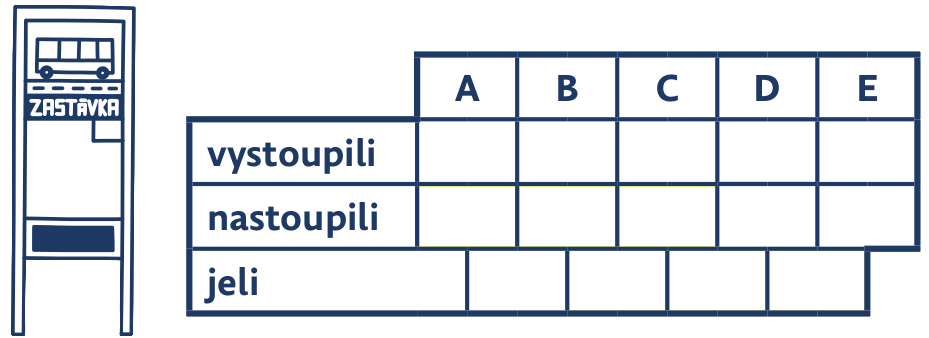 ZASTÁVKA
A B C D E
vystoupili
nastoupili
jeli